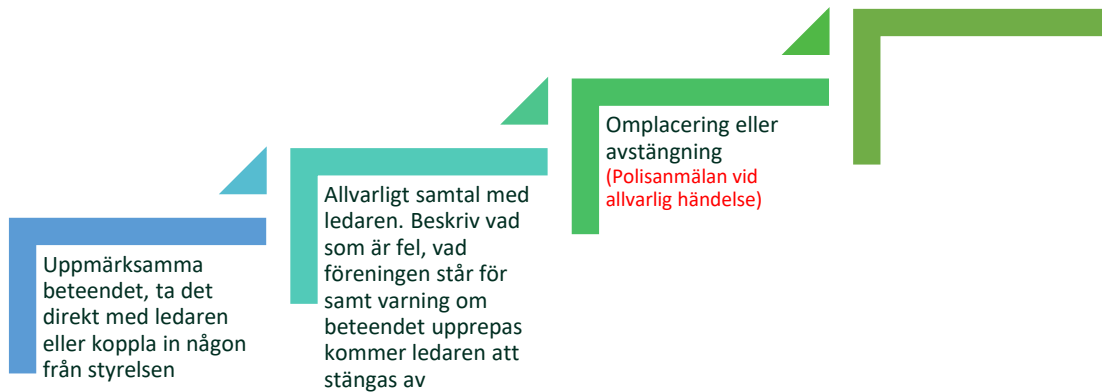 Uppmärksamma
beteendet, ta det
direkt med ledaren
eller koppla in någon
från styrelsen
Allvarligt samtal med
ledaren. Beskriv vad
som är fel, vad
föreningen står för
samt varning om
beteendet upprepas
kommer ledaren att
stängas av
Omplacering eller
avstängning
(Polisanmälan vid
allvarlig händelse)